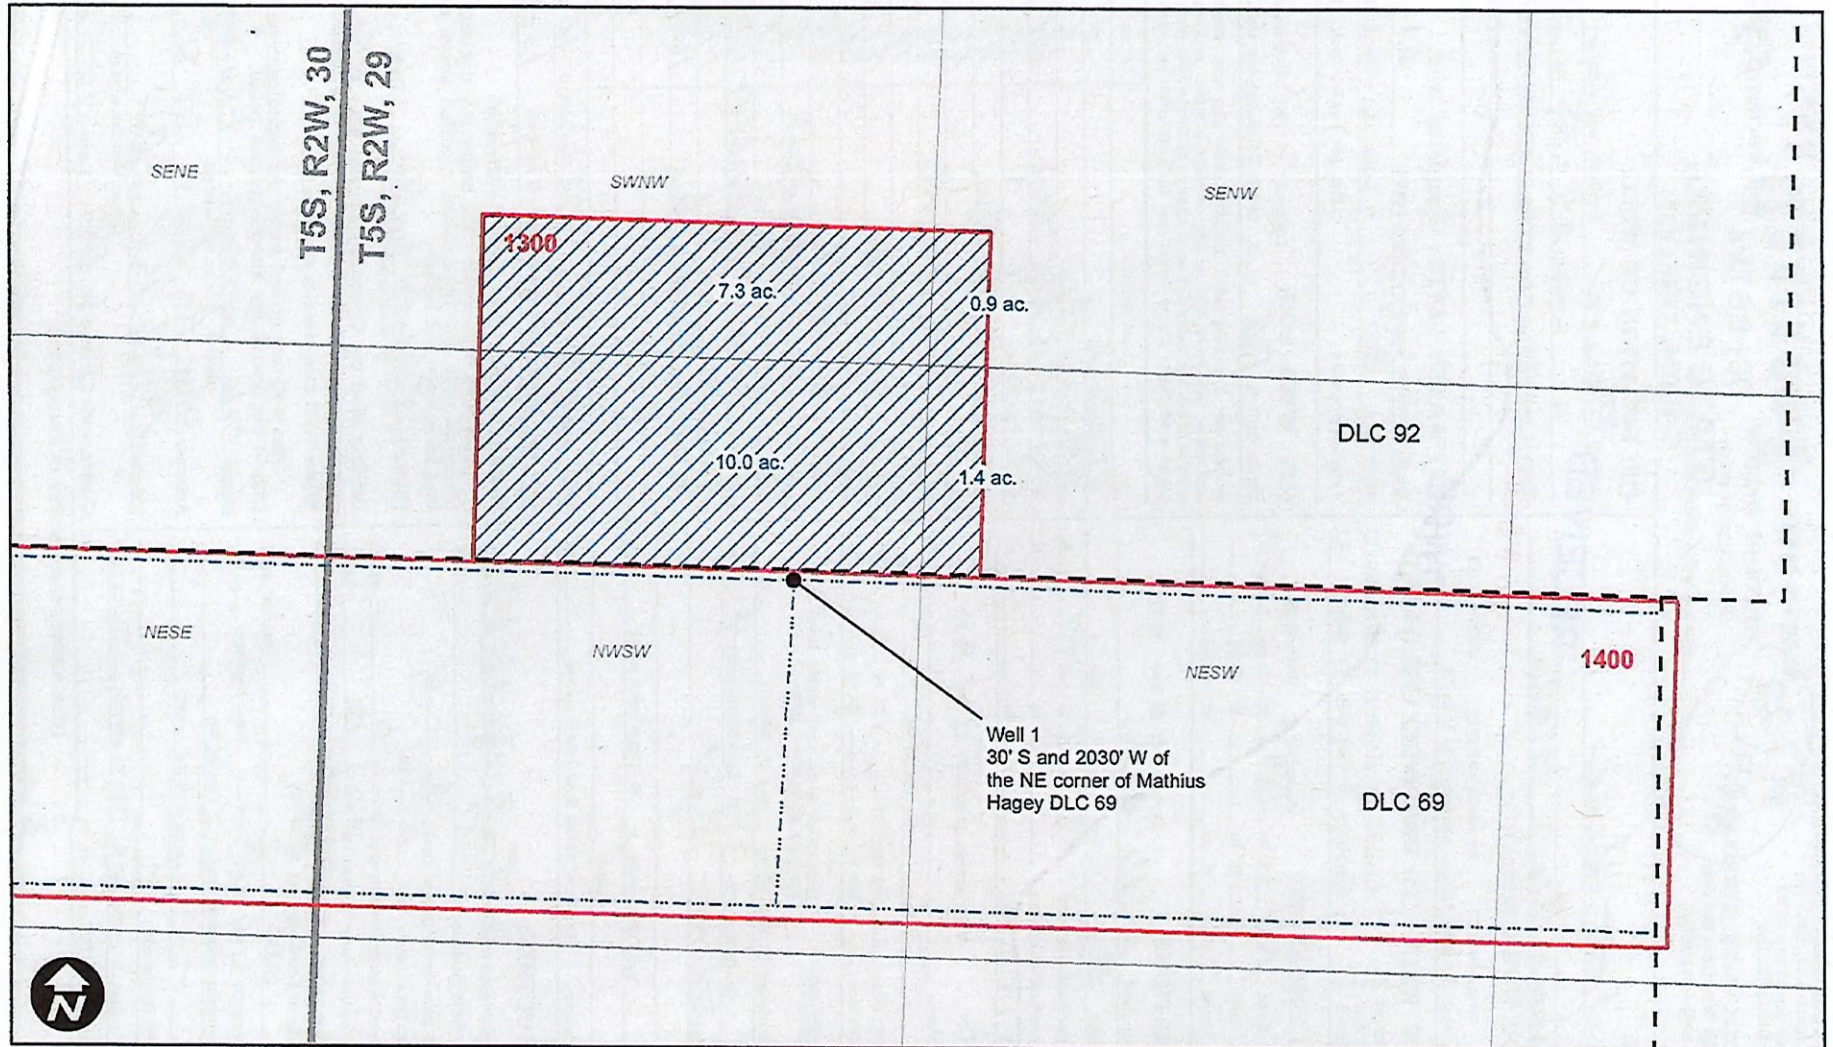 T5S, R2W, 30
T5S, R2W, 29
SENE
SWNW
SENW
1300
7.3 ac.
0.9 ac.
DLC 92
10.0 ac.
1.4 ac.
NESE
NWSW
NESW
1400
Well 1
30' S and 2030' W of
the NE corner of Mathius
Hagey DLC 69
DLC 69
N